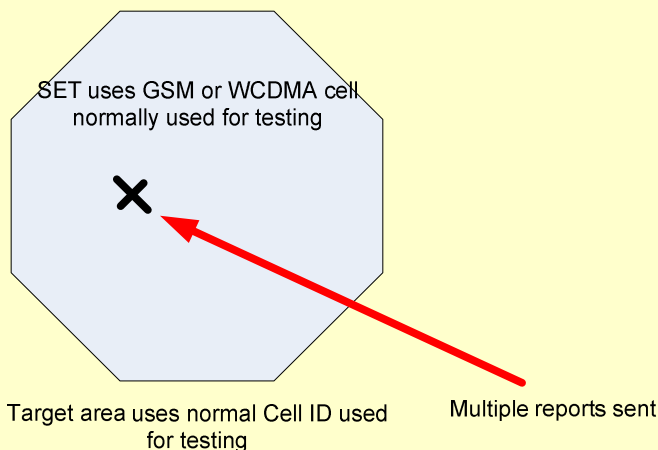 SET uses GSM or WCDMA cell
normally used for testing
Target area uses normal Cell ID used
for testing
Multiple reports sent